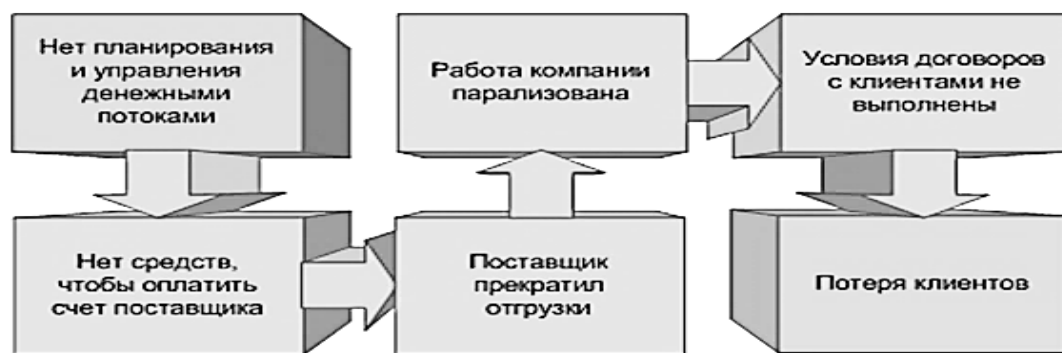 Нет планирования
и управления
денежными
потоками
Нет средств,
чтобы оплатить
счет поставщика
Поставщик
прекратил
отгрузки
Работа компании
парализована
Условия договоров
с клиентами не
выполнены
Потеря клиентов